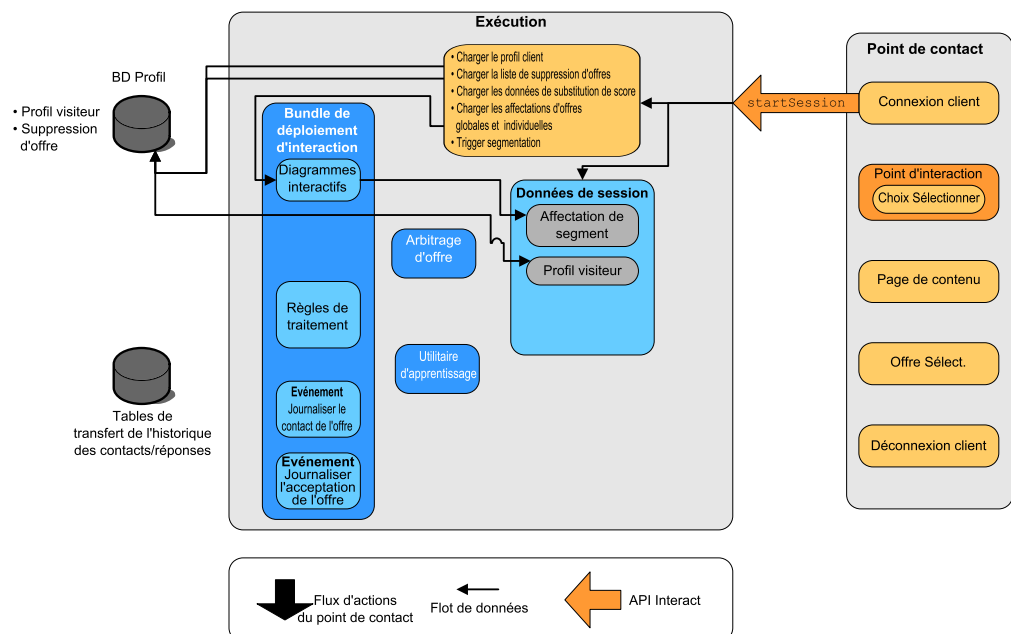 Exécution
BD Profil
• Profil visiteur
• Suppression
d'offre
• Charger le profil client
• Charger la liste de suppression d'offres
• Charger les données de substitution de score
• Charger les affectations d'offres
globales et individuelles
• Trigger segmentation
startSession
Point de contact
Connexion client
Point d'interaction
Choix Sélectionner
Page de contenu
Offre Sélect.
Déconnexion client
Bundle de
déploiement
d'interaction
Diagrammes
interactifs
Règles de
traitement
Evénement
Journaliser le
contact de l'offre
Evénement
Journaliser
l'acceptation
de l'offre
Arbitrage
d'offre
Utilitaire
d'apprentissage
Données de session
Affectation de
segment
Profil visiteur
Tables de
transfert de l'historique
des contacts/réponses
Flux d'actions
du point de contact
Flot de données
API Interact